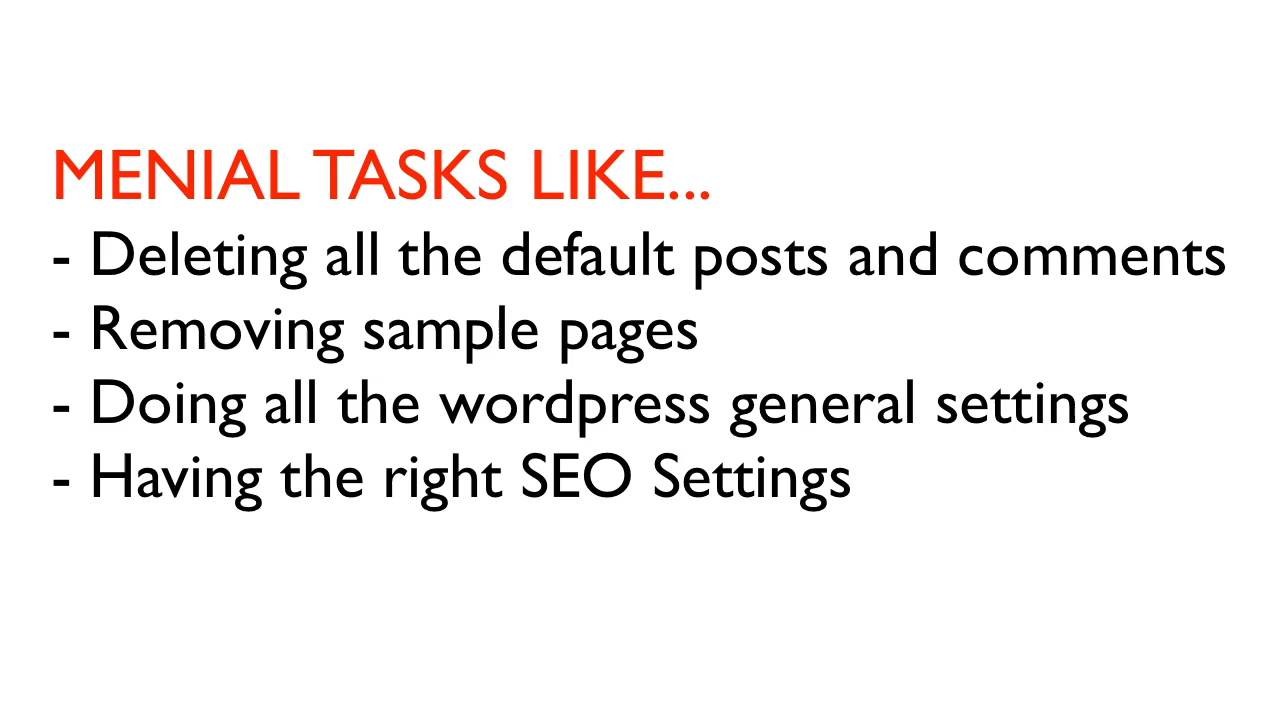 MENIAL TASKS LIKE...
- Deleting all the default posts and comments
- Removing sample pages
- Doing all the wordpress general settings
- Having the right SEO Settings